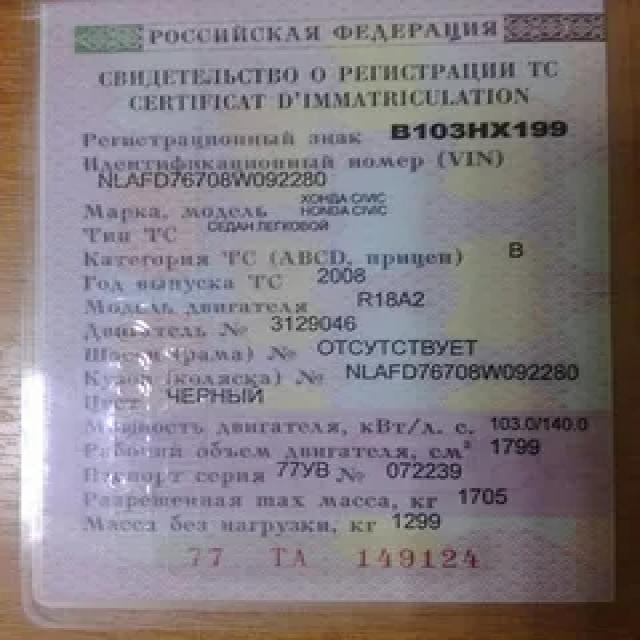 РОССИЙСКАЯ ФЕДЕРАЦИЯ
СВИДЕТЕЛЬСТВО О РЕГИСТРАЦИИ ТС
CERTIFICAT D'IMMATRICULATION
Регистрационный знак В103НХ199
Идентификационный номер (VIN)
NLAFD76708W092280
ХОНДА CIVIC
Марка, модель HONDA CIVIC
Тип ТС СЕДАН ЛЕГКОВОЙ
Категория ТС (ABCD, прицеп) В
Год выпуска ТС 2008
Модель двигателя R18A2
Двигатель № 3129046
Шасси (рама) № ОТСУТСТВУЕТ
Кузов (коляска) № NLAFD76708W092280
Цвет ЧЕРНЫЙ
Мощность двигателя, кВт/л. с. 103.0/140.0
Рабочий объем двигателя, см³ 1799
Паспорт серия 77УВ № 072239
Разрешенная max масса, кг 1705
Масса без нагрузки, кг 1299
77 ТА 149124